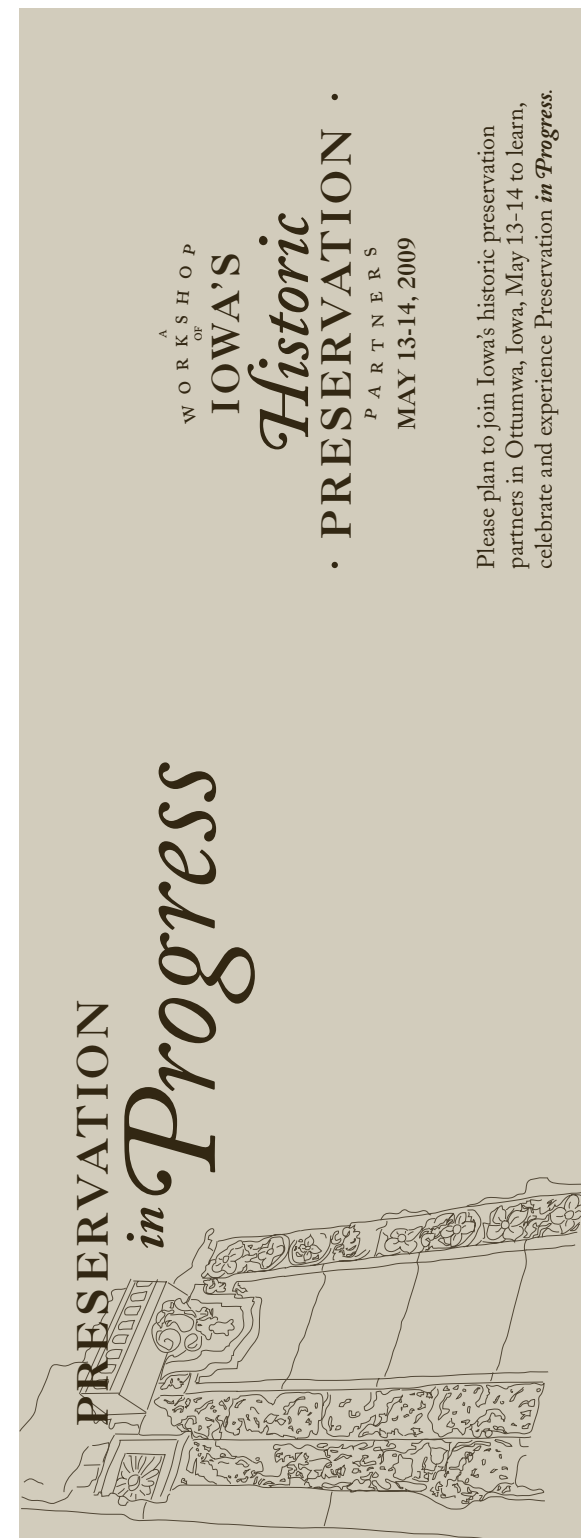 PRESERVATION
in Progress
A
WORKSHOP
OF
IOWA’S
Historic
· PRESERVATION ·
PARTNERS
MAY 13-14, 2009
Please plan to join Iowa’s historic preservation
partners in Ottumwa, Iowa, May 13-14 to learn,
celebrate and experience Preservation in Progress.